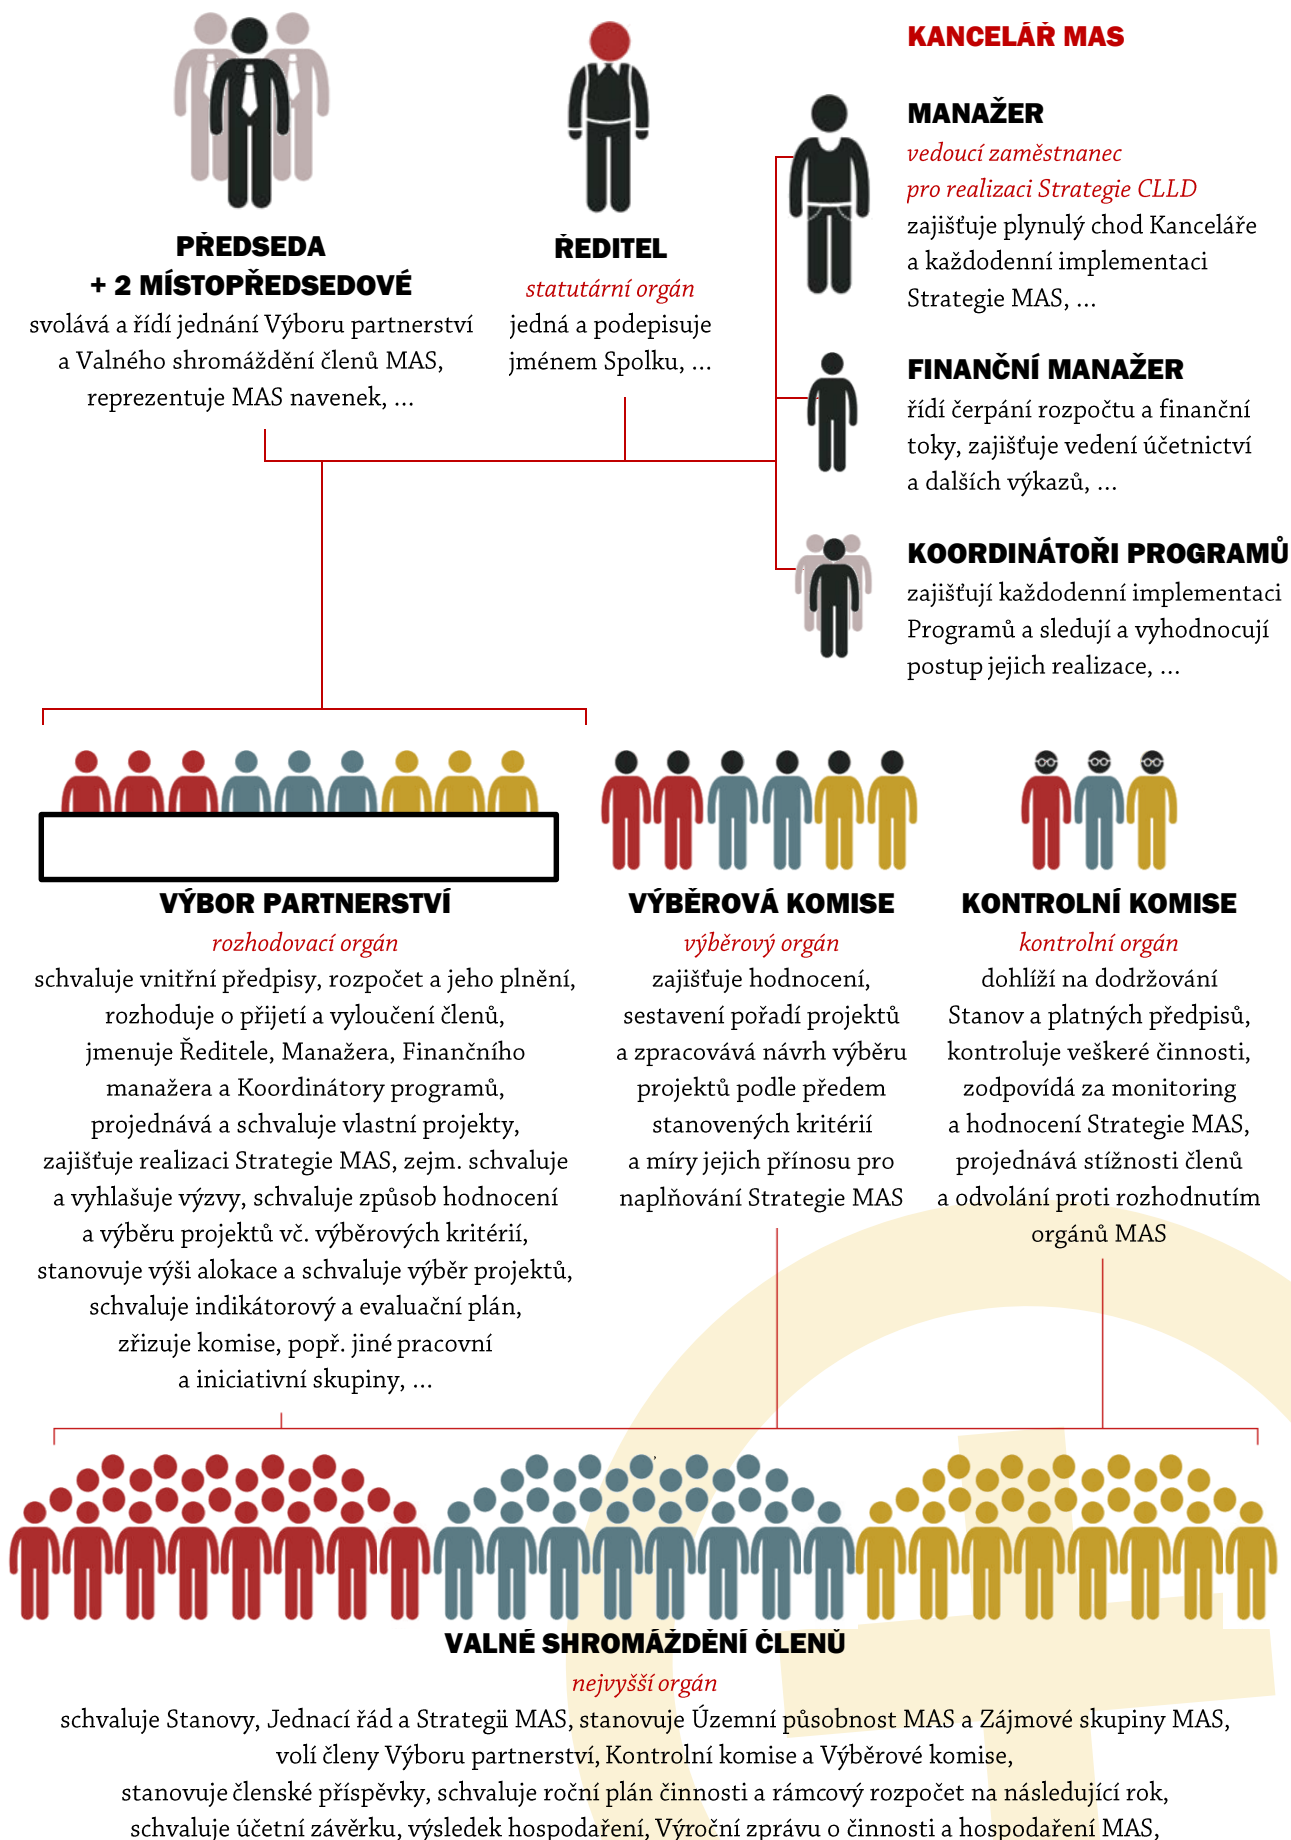 PŘEDSEDA
+ 2 MÍSTOPŘEDSEDOVÉ
svolává a řídí jednání Výboru partnerství
a Valného shromáždění členů MAS,
reprezentuje MAS navenek, ...
ŘEDITEL
statutární orgán
jedná a podepisuje
jménem Spolku, ...
KANCELÁŘ MAS
MANAŽER
vedoucí zaměstnanec
pro realizaci Strategie CLLD
zajišťuje plynulý chod Kanceláře
a každodenní implementaci
Strategie MAS, ...
FINANČNÍ MANAŽER
řídí čerpání rozpočtu a finanční
toky, zajišťuje vedení účetnictví
a dalších výkazů, ...
KOORDINÁTOŘI PROGRAMŮ
zajišťují každodenní implementaci
Programů a sledují a vyhodnocují
postup jejich realizace, ...
VÝBOR PARTNERSTVÍ
rozhodovací orgán
schvaluje vnitřní předpisy, rozpočet a jeho plnění,
rozhoduje o přijetí a vyloučení členů,
jmenuje Ředitele, Manažera, Finančního
manažera a Koordinátory programů,
projednává a schvaluje vlastní projekty,
zajišťuje realizaci Strategie MAS, zejm. schvaluje
a vyhlašuje výzvy, schvaluje způsob hodnocení
a výběru projektů vč. výběrových kritérií,
stanovuje výši alokace a schvaluje výběr projektů,
schvaluje indikátorový a evaluační plán,
zřizuje komise, popř. jiné pracovní
a iniciativní skupiny, ...
VÝBĚROVÁ KOMISE
výběrový orgán
zajišťuje hodnocení,
sestavení pořadí projektů
a zpracovává návrh výběru
projektů podle předem
stanovených kritérií
a míry jejich přínosu pro
naplňování Strategie MAS
KONTROLNÍ KOMISE
kontrolní orgán
dohlíží na dodržování
Stanov a platných předpisů,
kontroluje veškeré činnosti,
zodpovídá za monitoring
a hodnocení Strategie MAS,
projednává stížnosti členů
a odvolání proti rozhodnutím
orgánů MAS
VALNÉ SHROMÁŽDĚNÍ ČLENŮ
nejvyšší orgán
schvaluje Stanovy, Jednací řád a Strategii MAS, stanovuje Územní působnost MAS a Zájmové skupiny MAS,
volí členy Výboru partnerství, Kontrolní komise a Výběrové komise,
stanovuje členské příspěvky, schvaluje roční plán činnosti a rámcový rozpočet na následující rok,
schvaluje účetní závěrku, výsledek hospodaření, Výroční zprávu o činnosti a hospodaření MAS,